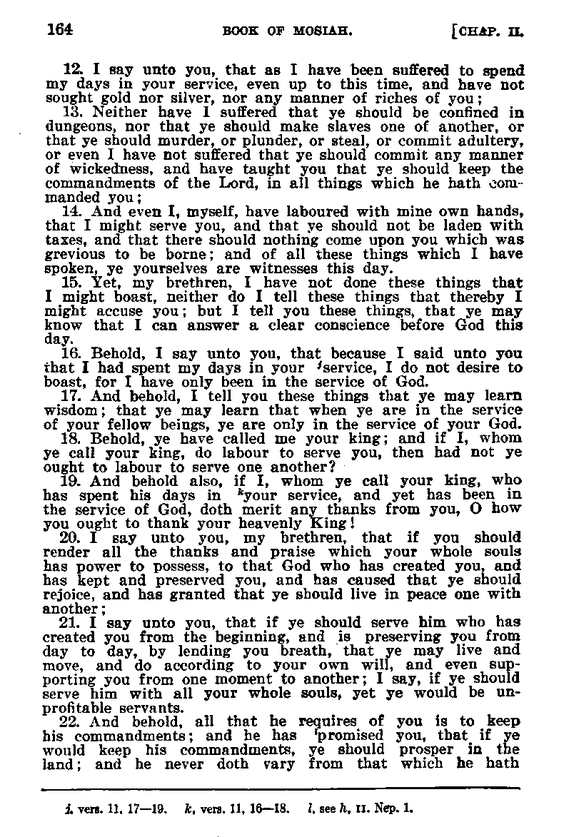 164 BOOK OF MOSIAH. [CHAP. II.
12. I say unto you, that as I have been suffered to spend
my days in your service, even up to this time, and have not
sought gold nor silver, nor any manner of riches of you;
13. Neither have I suffered that ye should be confined in
dungeons, nor that ye should make slaves one of another, or
that ye should murder, or plunder, or steal, or commit adultery,
or even I have not suffered that ye should commit any manner
of wickedness, and have taught you that ye should keep the
commandments of the Lord, in all things which he hath com-
manded you;
14. And even I, myself, have laboured with mine own hands,
that I might serve you, and that ye should not be laden with
taxes, and that there should nothing come upon you which was
grevious to be borne; and of all these things which I have
spoken, ye yourselves are witnesses this day.
15. Yet, my brethren, I have not done these things that
I might boast, neither do I tell these things that thereby I
might accuse you; but I tell you these things, that ye may
know that I can answer a clear conscience before God this
day.
16. Behold, I say unto you, that because I said unto you
that I had spent my days in your jservice, I do not desire to
boast, for I have only been in the service of God.
17. And behold, I tell you these things that ye may learn
wisdom; that ye may learn that when ye are in the service
of your fellow beings, ye are only in the service of your God.
18. Behold, ye have called me your king; and if I, whom
ye call your king, do labour to serve you, then had not ye
ought to labour to serve one another?
19. And behold also, if I, whom ye call your king, who
has spent his days in kyour service, and yet has been in
the service of God, doth merit any thanks from you, O how
you ought to thank your heavenly King!
20. I say unto you, my brethren, that if you should
render all the thanks and praise which your whole souls
has power to possess, to that God who has created you, and
has kept and preserved you, and has caused that ye should
rejoice, and has granted that ye should live in peace one with
another;
21. I say unto you, that if ye should serve him who has
created you from the beginning, and is preserving you from
day to day, by lending you breath, that ye may live and
move, and do according to your own will, and even sup-
porting you from one moment to another; I say, if ye should
serve him with all your whole souls, yet ye would be un-
profitable servants.
22. And behold, all that he requires of you is to keep
his commandments; and he has lpromised you, that if ye
would keep his commandments, ye should prosper in the
land; and he never doth vary from that which he hath
j, vers. 11, 17—19. k, vers. 11, 16—18. l, see h, II. Nep. 1.